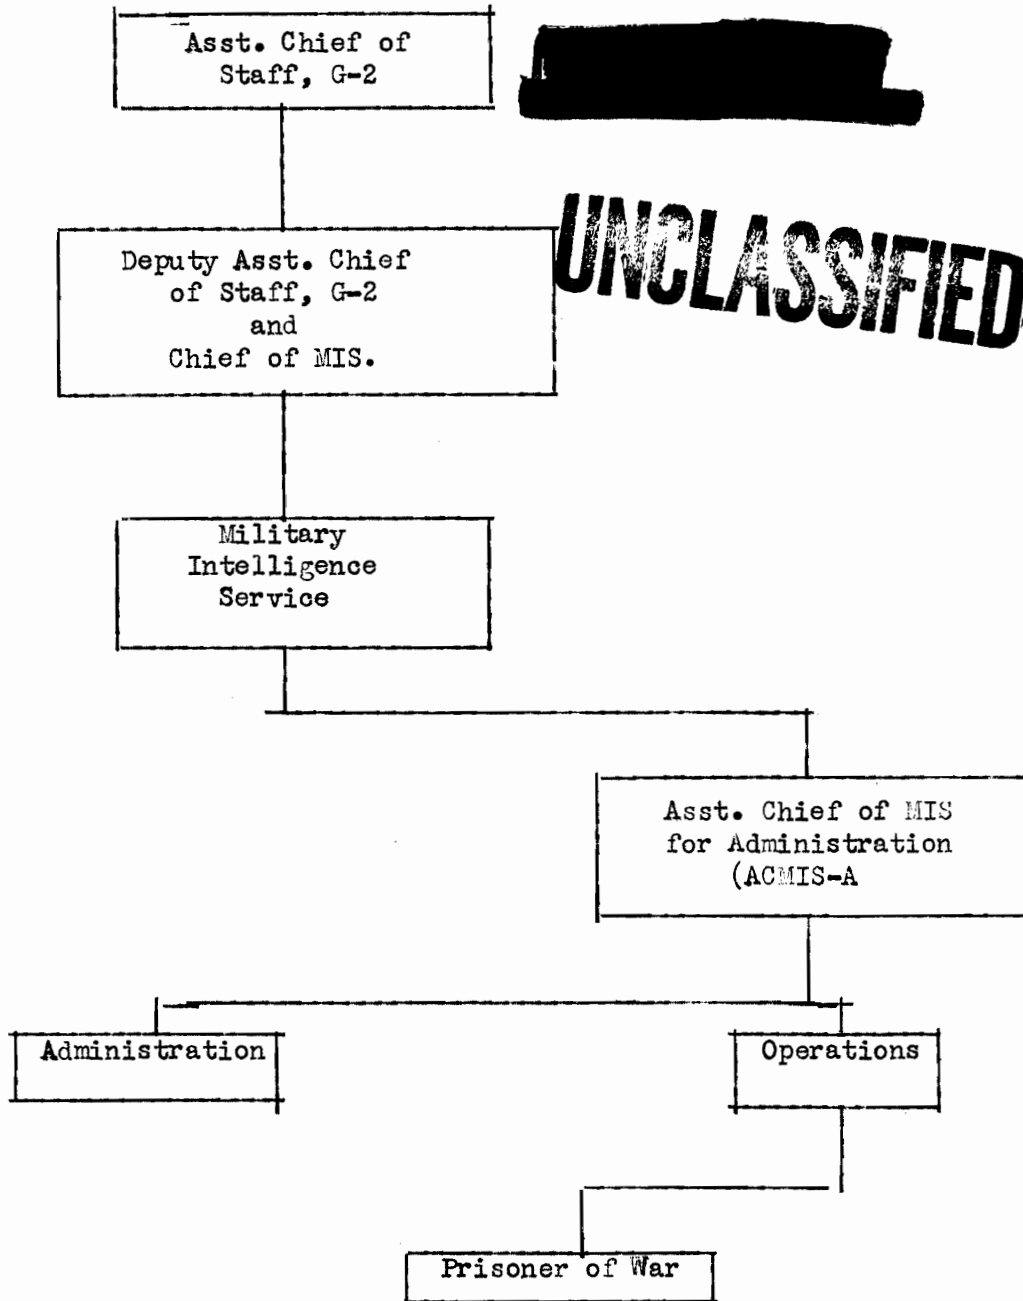 Asst. Chief of
Staff, G-2
UNCLASSIFIED
Deputy Asst. Chief
of Staff, G-2
and
Chief of MIS.
Military
Intelligence
Service
Asst. Chief of MIS
for Administration
(ACMIS-A
Administration
Operations
Prisoner of War